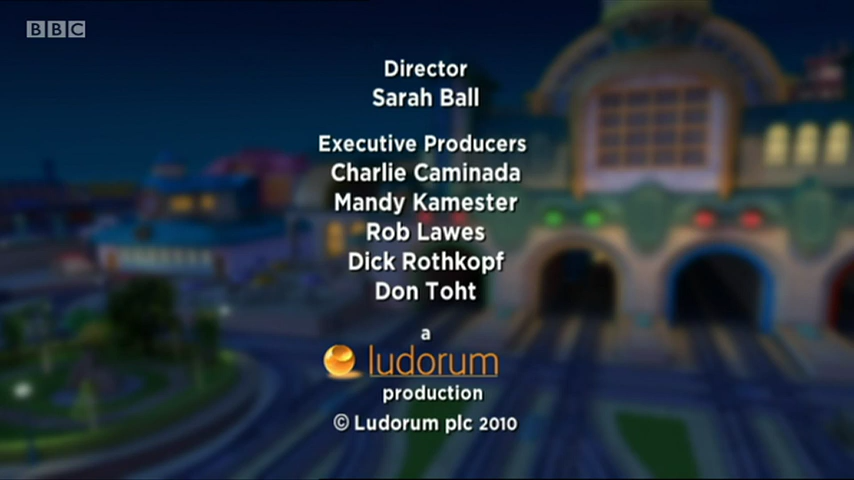 BBC
Director
Sarah Ball
Executive Producers
Charlie Caminada
Mandy Kamester
Rob Lawes
Dick Rothkopf
Don Toht
a
ludorum
production
© Ludorum plc 2010